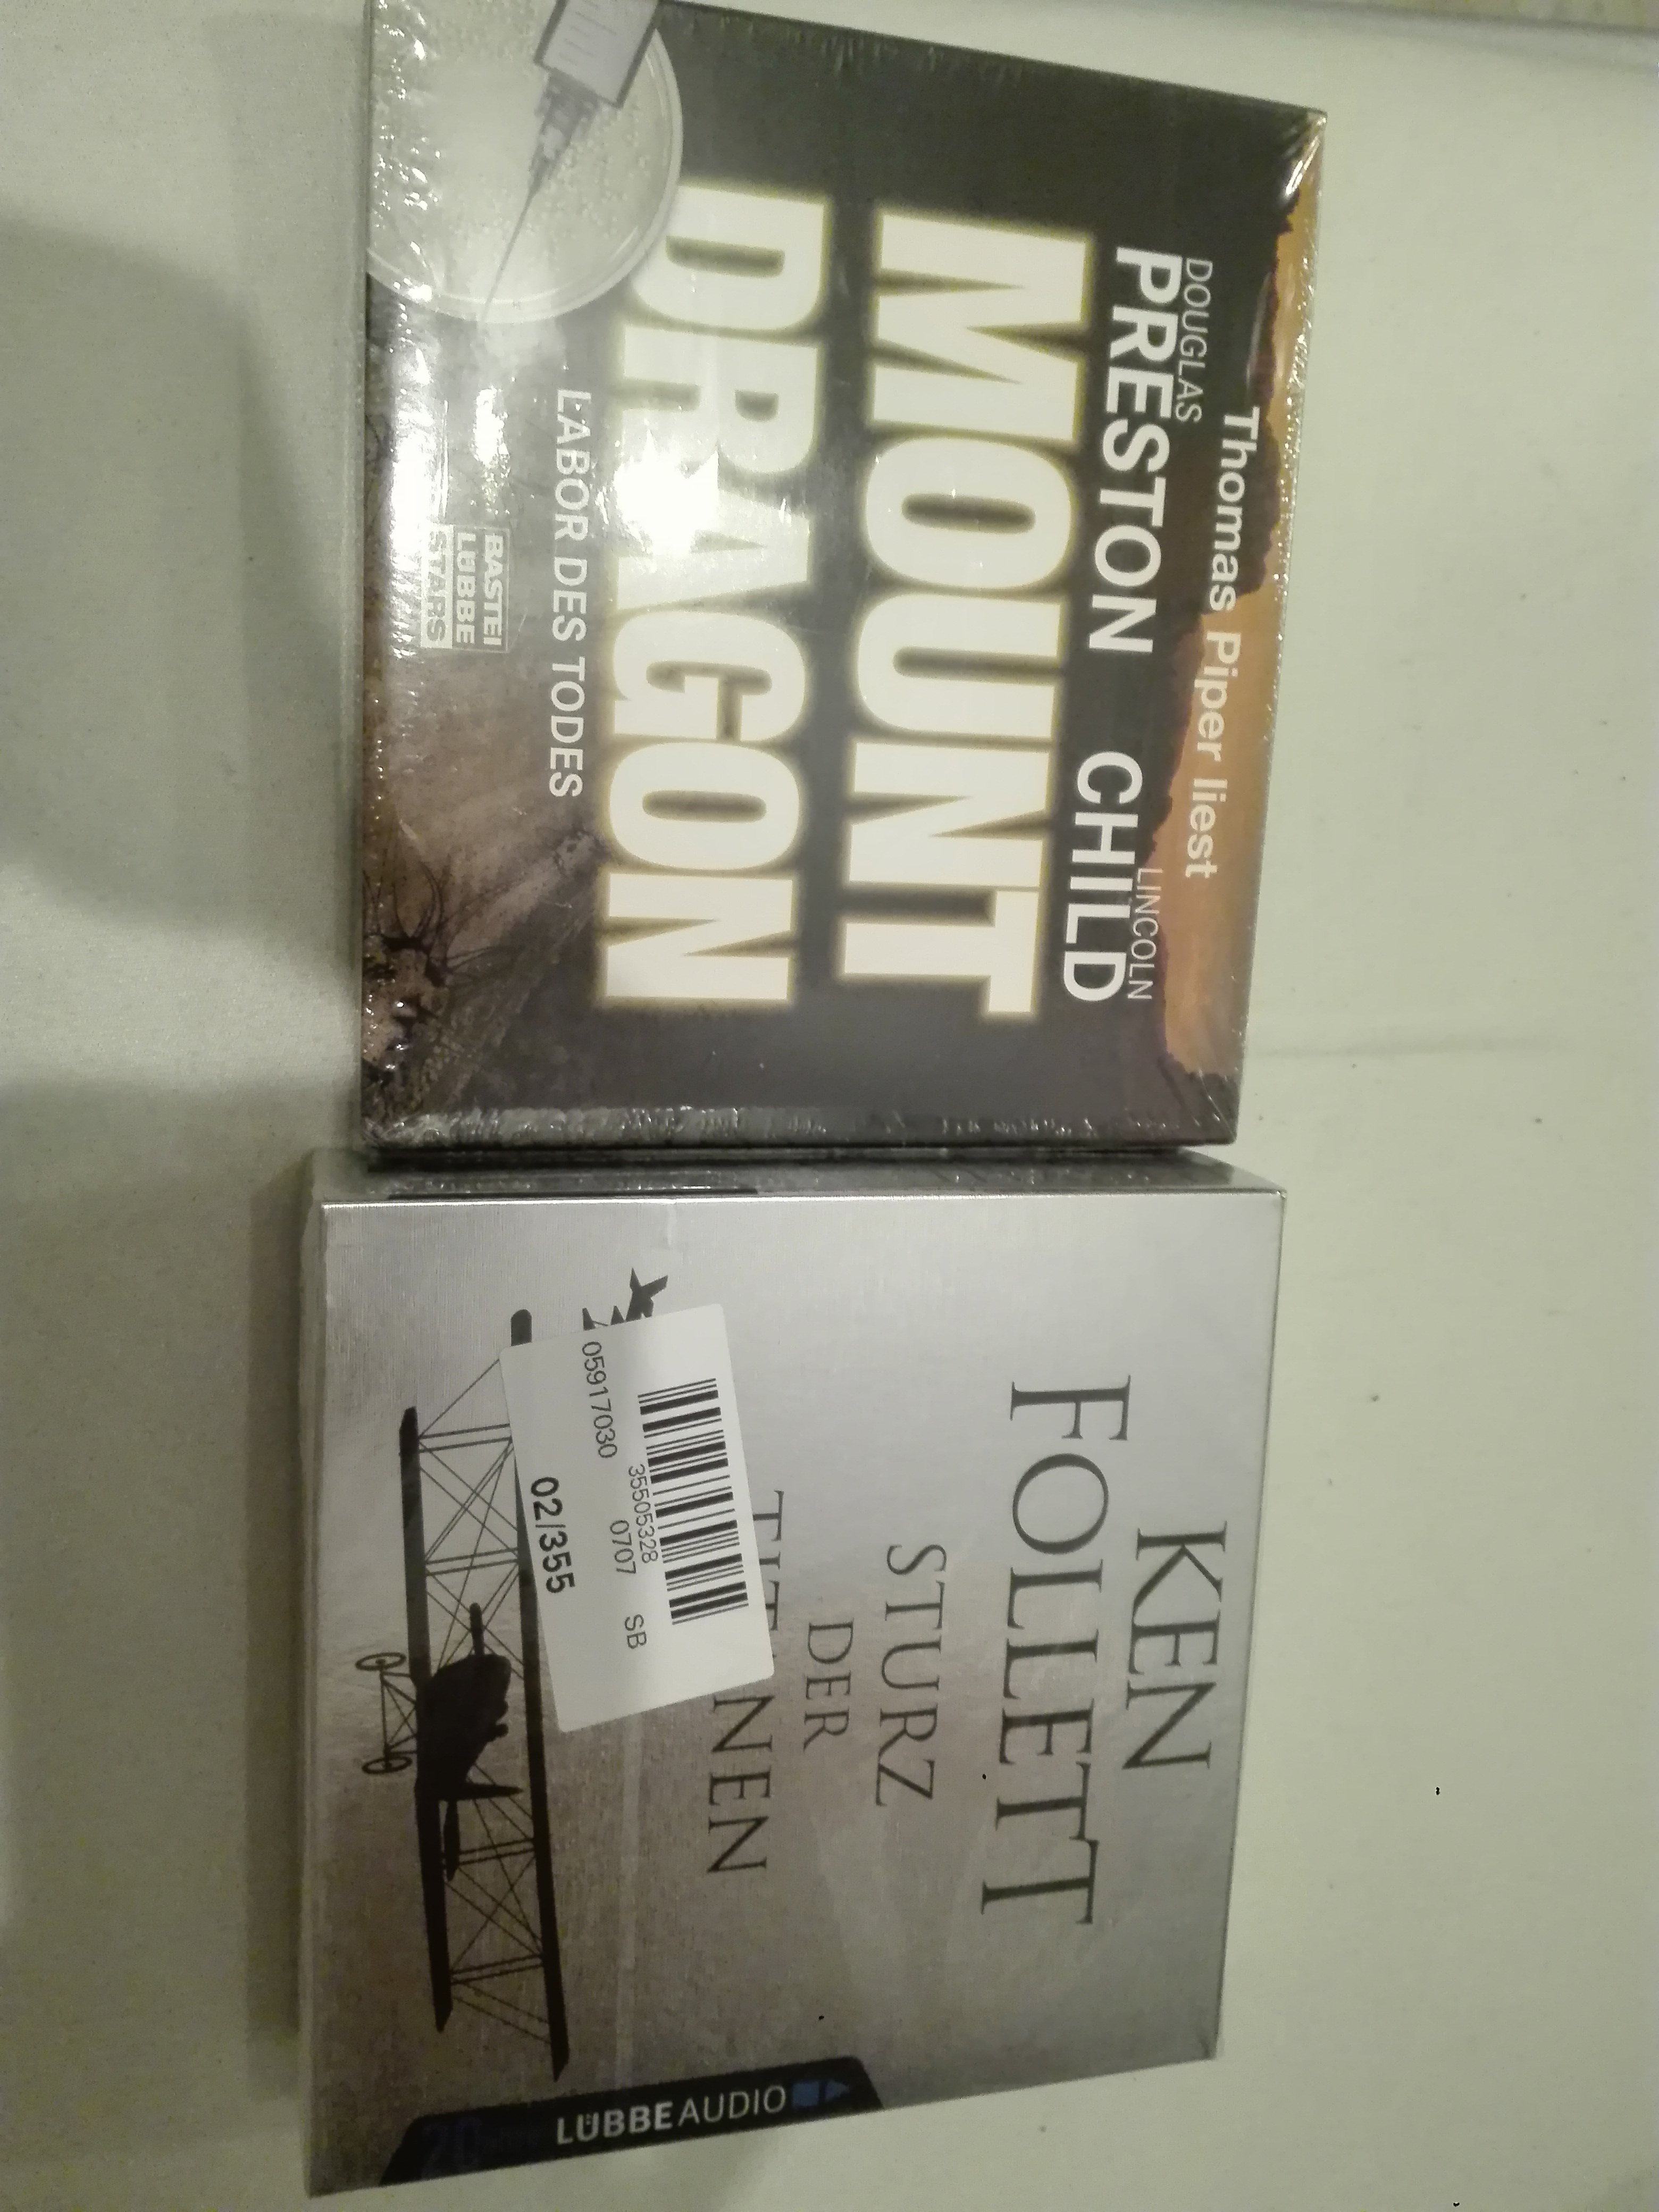 Thomas Piper liest
DOUGLAS
PRESTON
LINCOLN
CHILD
MOUNT
DRAGON
LABOR DES TODES
BASTEI
LÜBBE
STARS
KEN
FOLLETT
STURZ
DER
35505328
05917030 0707 SB
02/355
LÜBBEAUDIO